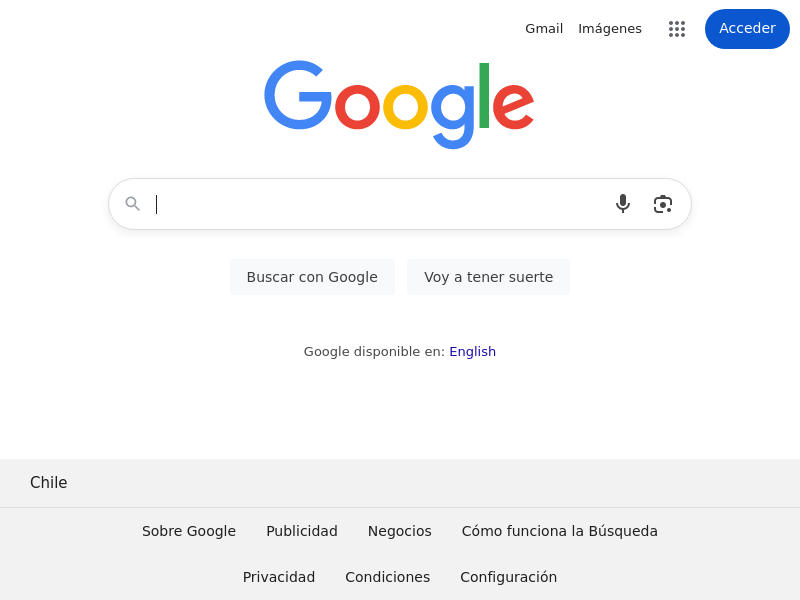 Gmail Imágenes Acceder
Google
Buscar con Google Voy a tener suerte
Google disponible en: English
Chile
Sobre Google Publicidad Negocios Cómo funciona la Búsqueda
Privacidad Condiciones Configuración